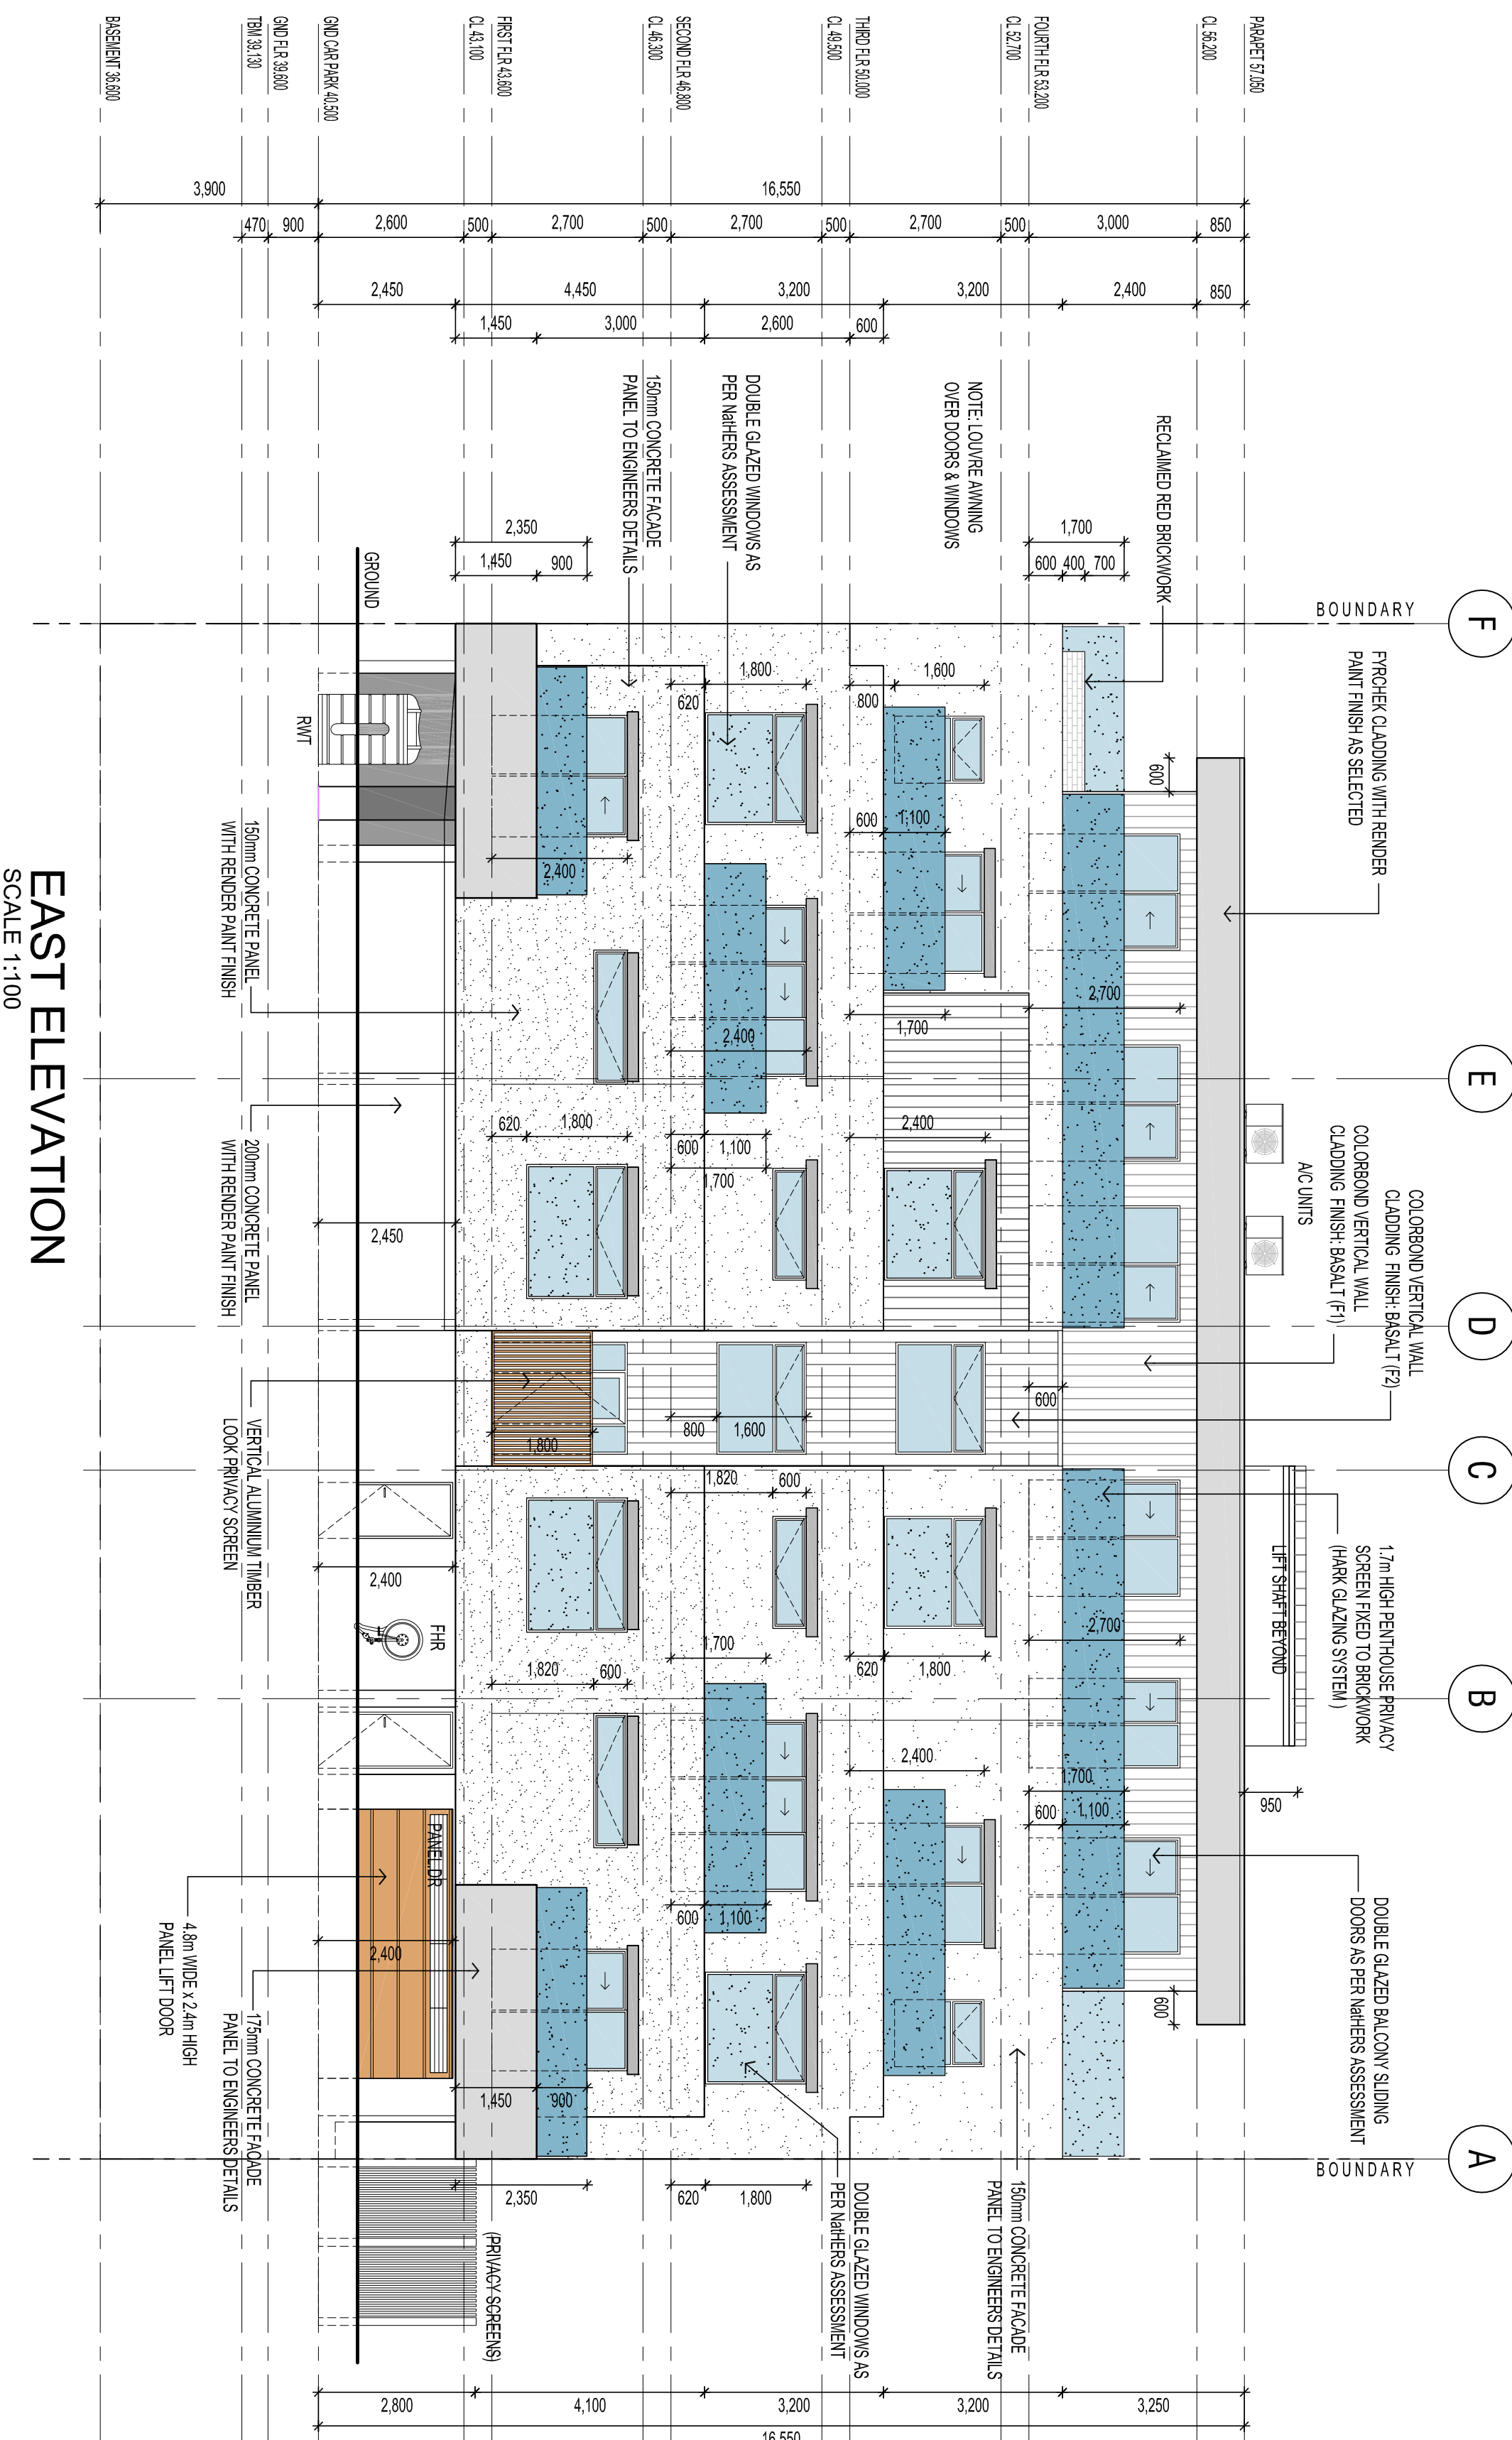 F
E
D
C
B
A
BOUNDARY
BOUNDARY
PARAPET 57.050
CL 56.200
FOURTH FLR 53.200
CL 52.700
THIRD FLR 50.000
CL 49.500
SECOND FLR 46.800
CL 46.300
FIRST FLR 43.600
CL 43.100
GND CAR PARK 40.500
GND FLR 39.600
TBM 39.130
BASEMENT 36.600
16,550
3,900
850
3,000
500
2,700
500
2,700
500
2,700
500
2,600
900
470
850
2,400
3,200
3,200
4,450
2,450
600
2,600
3,000
1,450
FYRCHEK CLADDING WITH RENDER
PAINT FINISH AS SELECTED
COLORBOND VERTICAL WALL
CLADDING FINISH: BASALT (F2)
COLORBOND VERTICAL WALL
CLADDING FINISH: BASALT (F1)
A/C UNITS
1.7m HIGH PENTHOUSE PRIVACY
SCREEN FIXED TO BRICKWORK
(HARK GLAZING SYSTEM)
LIFT SHAFT BEYOND
DOUBLE GLAZED BALCONY SLIDING
DOORS AS PER NatHERS ASSESSMENT
RECLAIMED RED BRICKWORK
NOTE: LOUVRE AWNING
OVER DOORS & WINDOWS
DOUBLE GLAZED WINDOWS AS
PER NatHERS ASSESSMENT
150mm CONCRETE FACADE
PANEL TO ENGINEERS DETAILS
150mm CONCRETE FACADE
PANEL TO ENGINEERS DETAILS
DOUBLE GLAZED WINDOWS AS
PER NatHERS ASSESSMENT
(PRIVACY SCREENS)
950
600
600
1,700
700
400
600
2,700
2,700
1,700
1,100
600
600
1,600
800
1,100
600
1,700
2,400
2,400
1,800
620
1,800
620
2,400
600
1,100
1,700
1,600
800
600
1,820
1,700
1,100
600
1,800
620
2,350
900
1,450
2,400
1,800
620
1,800
600
1,820
900
1,450
2,350
GROUND
RWT
2,450
2,400
FHR
PANEL DR
2,400
150mm CONCRETE PANEL
WITH RENDER PAINT FINISH
200mm CONCRETE PANEL
WITH RENDER PAINT FINISH
VERTICAL ALUMINIUM TIMBER
LOOK PRIVACY SCREEN
175mm CONCRETE FACADE
PANEL TO ENGINEERS DETAILS
4.8m WIDE x 2.4m HIGH
PANEL LIFT DOOR
3,250
3,200
3,200
4,100
2,800
16,550
EAST ELEVATION
SCALE 1:100